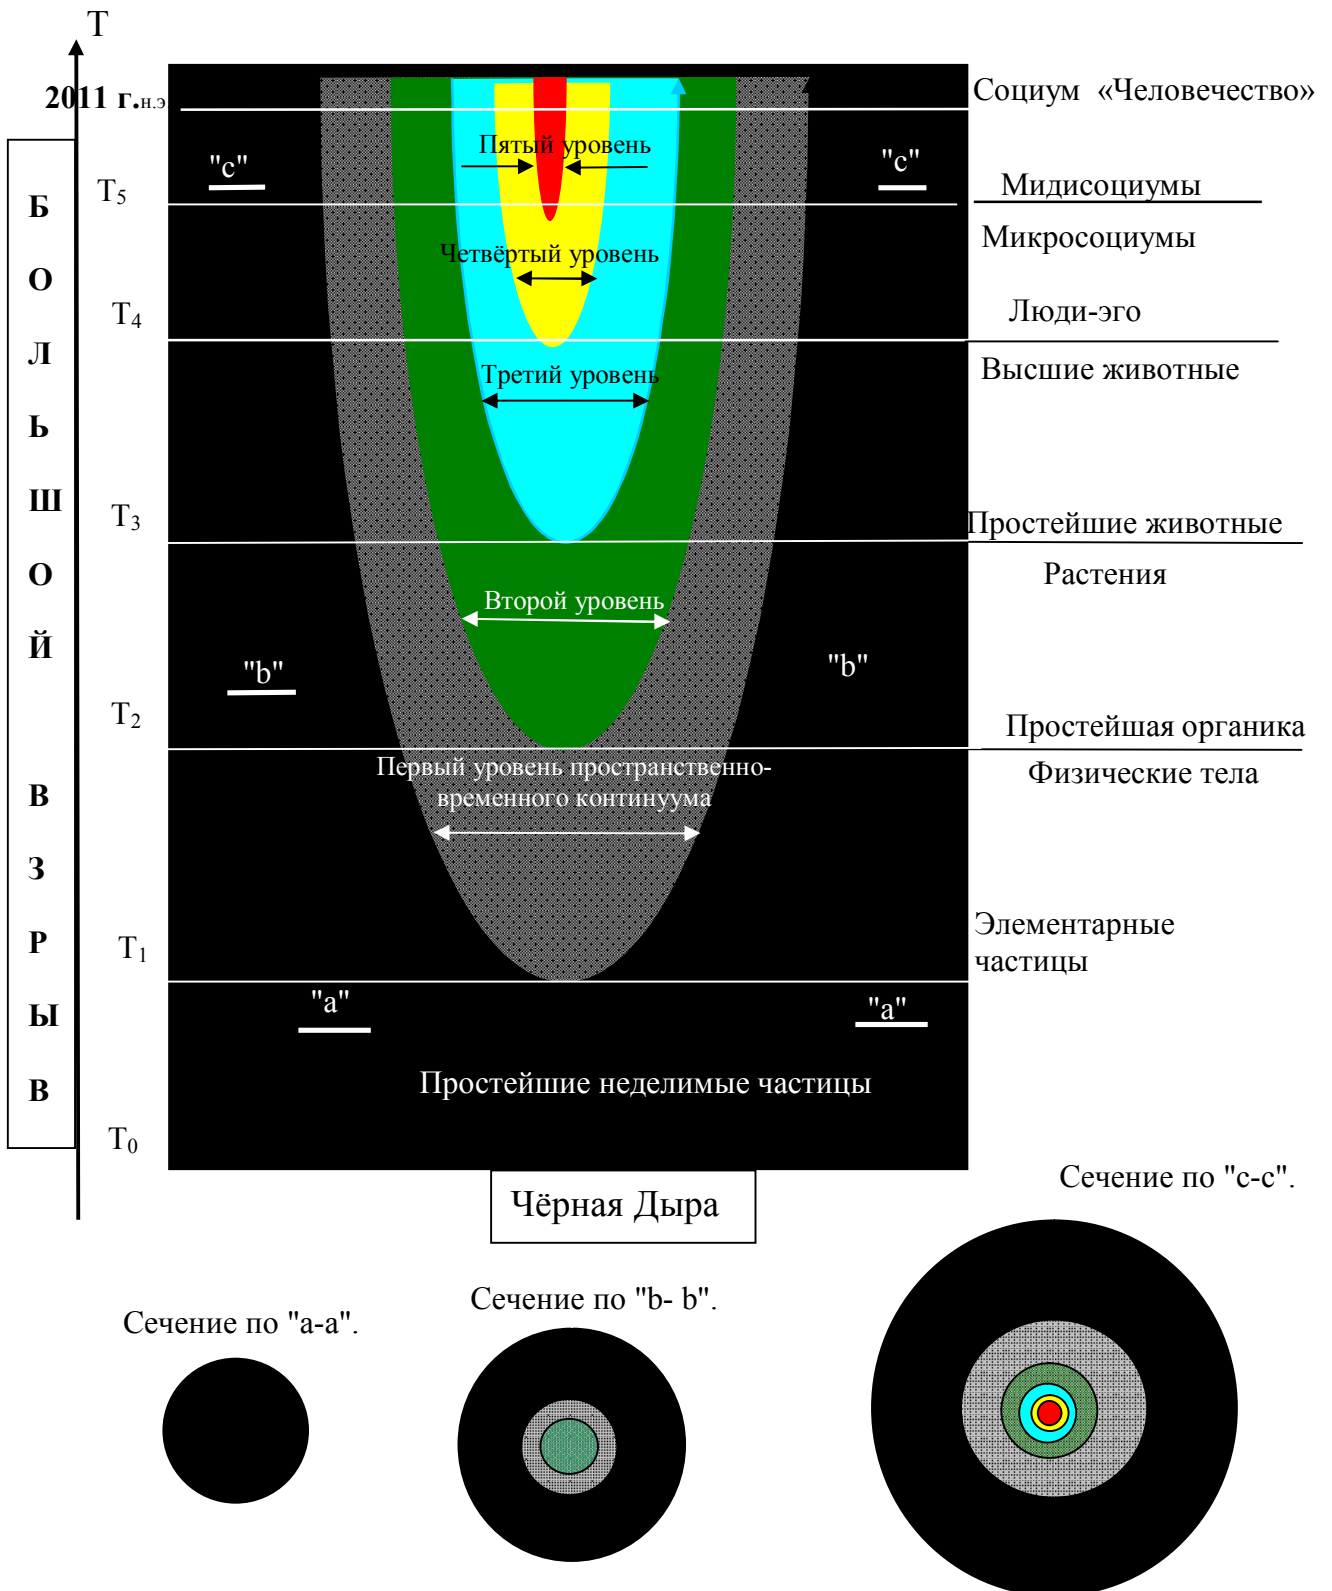 T
2011 г.н.э.
Социум «Человечество»
Пятый уровень
"c"
"c"
T5
Мидисоциумы
Микросоциумы
Четвёртый уровень
T4
Люди-эго
Высшие животные
Третий уровень
T3
Простейшие животные
Растения
Второй уровень
"b"
"b"
T2
Простейшая органика
Физические тела
Первый уровень пространственно-
временного континуума
Элементарные
частицы
T1
"a"
"a"
Простейшие неделимые частицы
T0
Б
О
Л
Ь
Ш
О
Й
В
З
Р
Ы
В
Чёрная Дыра
Сечение по "c-c".
Сечение по "b- b".
Сечение по "a-a".